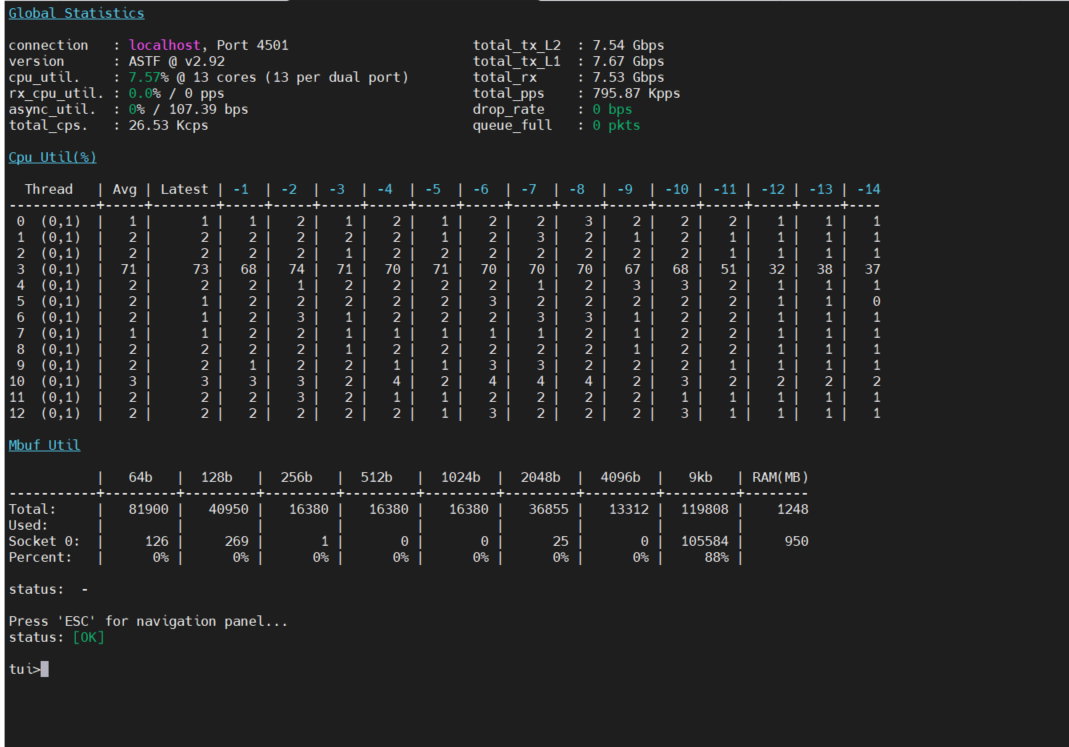 Global Statistics
connection   : localhost, Port 4501                       total_tx_L2  : 7.54 Gbps
version      : ASTF @ v2.92                               total_tx_L1  : 7.67 Gbps
cpu_util.    : 7.57% @ 13 cores (13 per dual port)        total_rx     : 7.53 Gbps
rx_cpu_util. : 0.0% / 0 pps                               total_pps    : 795.87 Kpps
async_util.  : 0% / 107.39 bps                            drop_rate    : 0 bps
total_cps.   : 26.53 Kcps                                 queue_full   : 0 pkts
Cpu Util(%)
  Thread   | Avg | Latest | -1  | -2  | -3  | -4  | -5  | -6  | -7  | -8  | -9  | -10 | -11 | -12 | -13 | -14
-----------+-----+--------+-----+-----+-----+-----+-----+-----+-----+-----+-----+-----+-----+-----+-----+----
 0  (0,1)  |   1 |      1 |   1 |   2 |   1 |   2 |   1 |   2 |   2 |   3 |   2 |   2 |   2 |   1 |   1 |   1
 1  (0,1)  |   2 |      2 |   2 |   2 |   2 |   2 |   1 |   2 |   3 |   2 |   1 |   2 |   1 |   1 |   1 |   1
 2  (0,1)  |   2 |      2 |   2 |   2 |   1 |   2 |   2 |   2 |   2 |   2 |   2 |   2 |   1 |   1 |   1 |   1
 3  (0,1)  |  71 |     73 |  68 |  74 |  71 |  70 |  71 |  70 |  70 |  70 |  67 |  68 |  51 |  32 |  38 |  37
 4  (0,1)  |   2 |      2 |   2 |   1 |   2 |   2 |   2 |   2 |   1 |   2 |   3 |   3 |   2 |   1 |   1 |   1
 5  (0,1)  |   2 |      1 |   2 |   2 |   2 |   2 |   2 |   3 |   2 |   2 |   2 |   2 |   2 |   1 |   1 |   0
 6  (0,1)  |   2 |      1 |   2 |   3 |   1 |   2 |   2 |   2 |   3 |   3 |   1 |   2 |   2 |   1 |   1 |   1
 7  (0,1)  |   1 |      1 |   2 |   2 |   1 |   1 |   1 |   1 |   1 |   2 |   1 |   2 |   1 |   1 |   1 |   1
 8  (0,1)  |   2 |      2 |   2 |   2 |   1 |   2 |   2 |   2 |   2 |   2 |   1 |   2 |   2 |   1 |   1 |   1
 9  (0,1)  |   2 |      2 |   1 |   2 |   2 |   1 |   1 |   3 |   3 |   2 |   2 |   2 |   1 |   1 |   1 |   1
10  (0,1)  |   3 |      3 |   3 |   3 |   2 |   4 |   2 |   4 |   4 |   4 |   2 |   3 |   2 |   2 |   2 |   2
11  (0,1)  |   2 |      2 |   2 |   3 |   2 |   1 |   1 |   2 |   2 |   2 |   2 |   1 |   1 |   1 |   1 |   1
12  (0,1)  |   2 |      2 |   2 |   2 |   2 |   2 |   1 |   3 |   2 |   2 |   2 |   3 |   1 |   1 |   1 |   1
Mbuf Util
           |   64b   |  128b   |  256b   |  512b   |  1024b  |  2048b  |  4096b  |   9kb   | RAM(MB)
-----------+---------+---------+---------+---------+---------+---------+---------+---------+--------
Total:     |   81900 |   40950 |   16380 |   16380 |   16380 |   36855 |   13312 |  119808 |    1248
Used:      |         |         |         |         |         |         |         |         |
Socket 0:  |     126 |     269 |       1 |       0 |       0 |      25 |       0 |  105584 |     950
Percent:   |      0% |      0% |      0% |      0% |      0% |      0% |      0% |     88% |
status:  -
Press 'ESC' for navigation panel...
status: [OK]
tui>